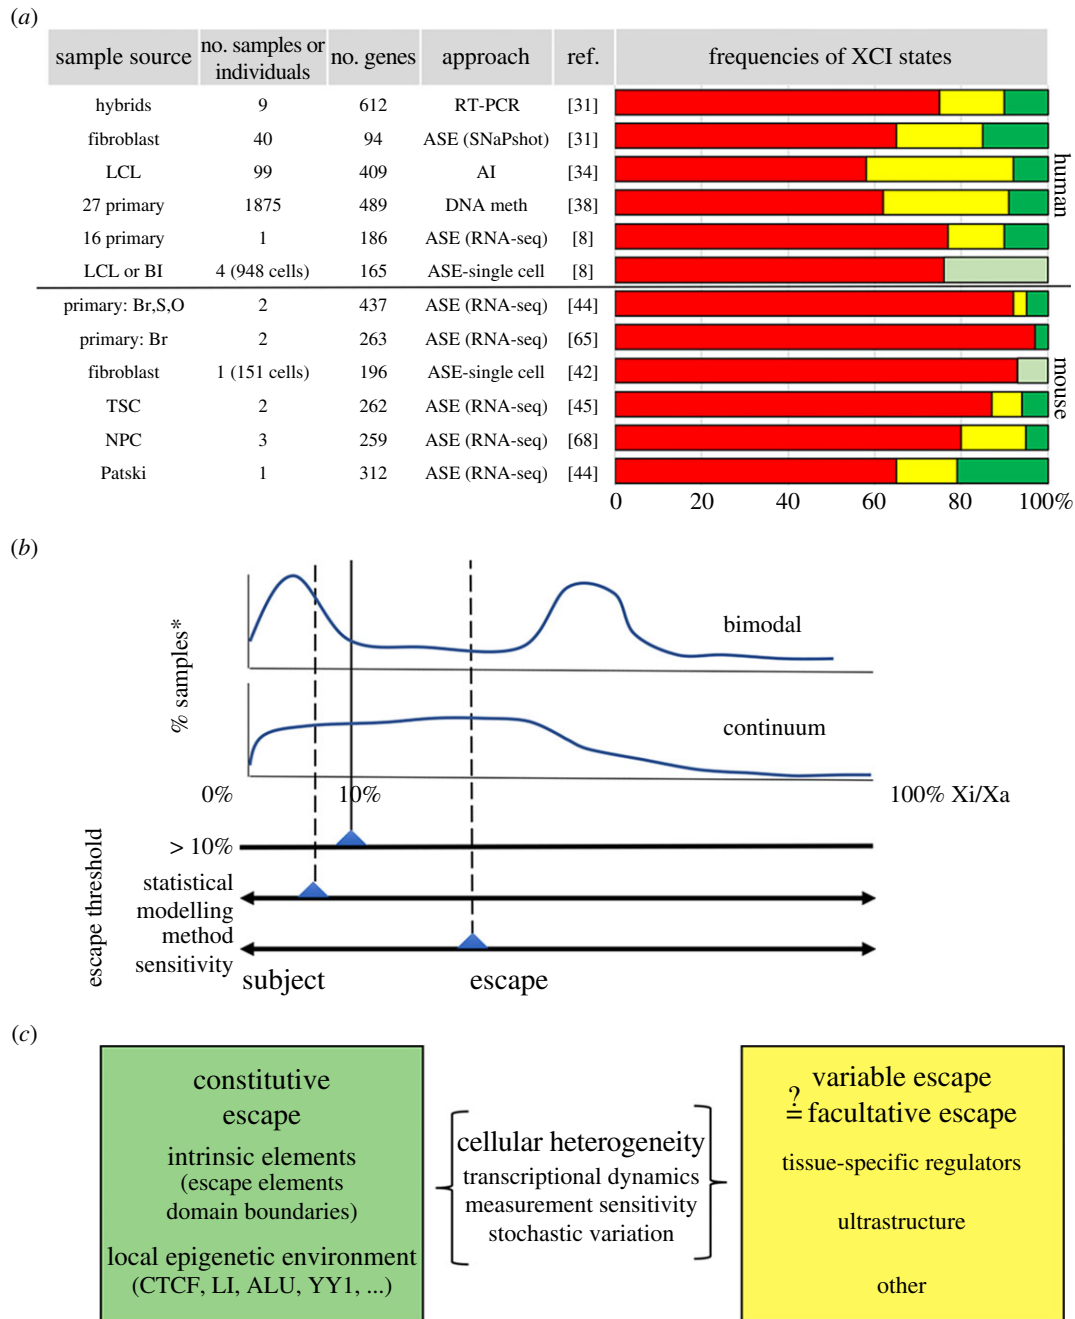 (a)
sample source no. samples or individuals no. genes approach ref. frequencies of XCI states
hybrids 9 612 RT-PCR [31]
fibroblast 40 94 ASE (SNaPshot) [31]
LCL 99 409 AI [34]
27 primary 1875 489 DNA meth [38]
16 primary 1 186 ASE (RNA-seq) [8]
LCL or BI 4 (948 cells) 165 ASE-single cell [8]
human
primary: Br,S,O 2 437 ASE (RNA-seq) [44]
primary: Br 2 263 ASE (RNA-seq) [65]
fibroblast 1 (151 cells) 196 ASE-single cell [42]
TSC 2 262 ASE (RNA-seq) [45]
NPC 3 259 ASE (RNA-seq) [68]
Patski 1 312 ASE (RNA-seq) [44]
mouse
0 20 40 60 80 100%
(b)
% samples*
bimodal
continuum
0% 10% 100% Xi/Xa
escape threshold
> 10%
statistical
modelling
method
sensitivity
subject escape
(c)
constitutive
escape
intrinsic elements
(escape elements
domain boundaries)
local epigenetic environment
(CTCF, LI, ALU, YY1, ...)
cellular heterogeneity
transcriptional dynamics
measurement sensitivity
stochastic variation
variable escape
?
= facultative escape
tissue-specific regulators
ultrastructure
other